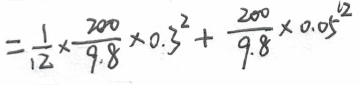 = 1/12 × 200/9.8 × 0.3² + 200/9.8 × 0.05²